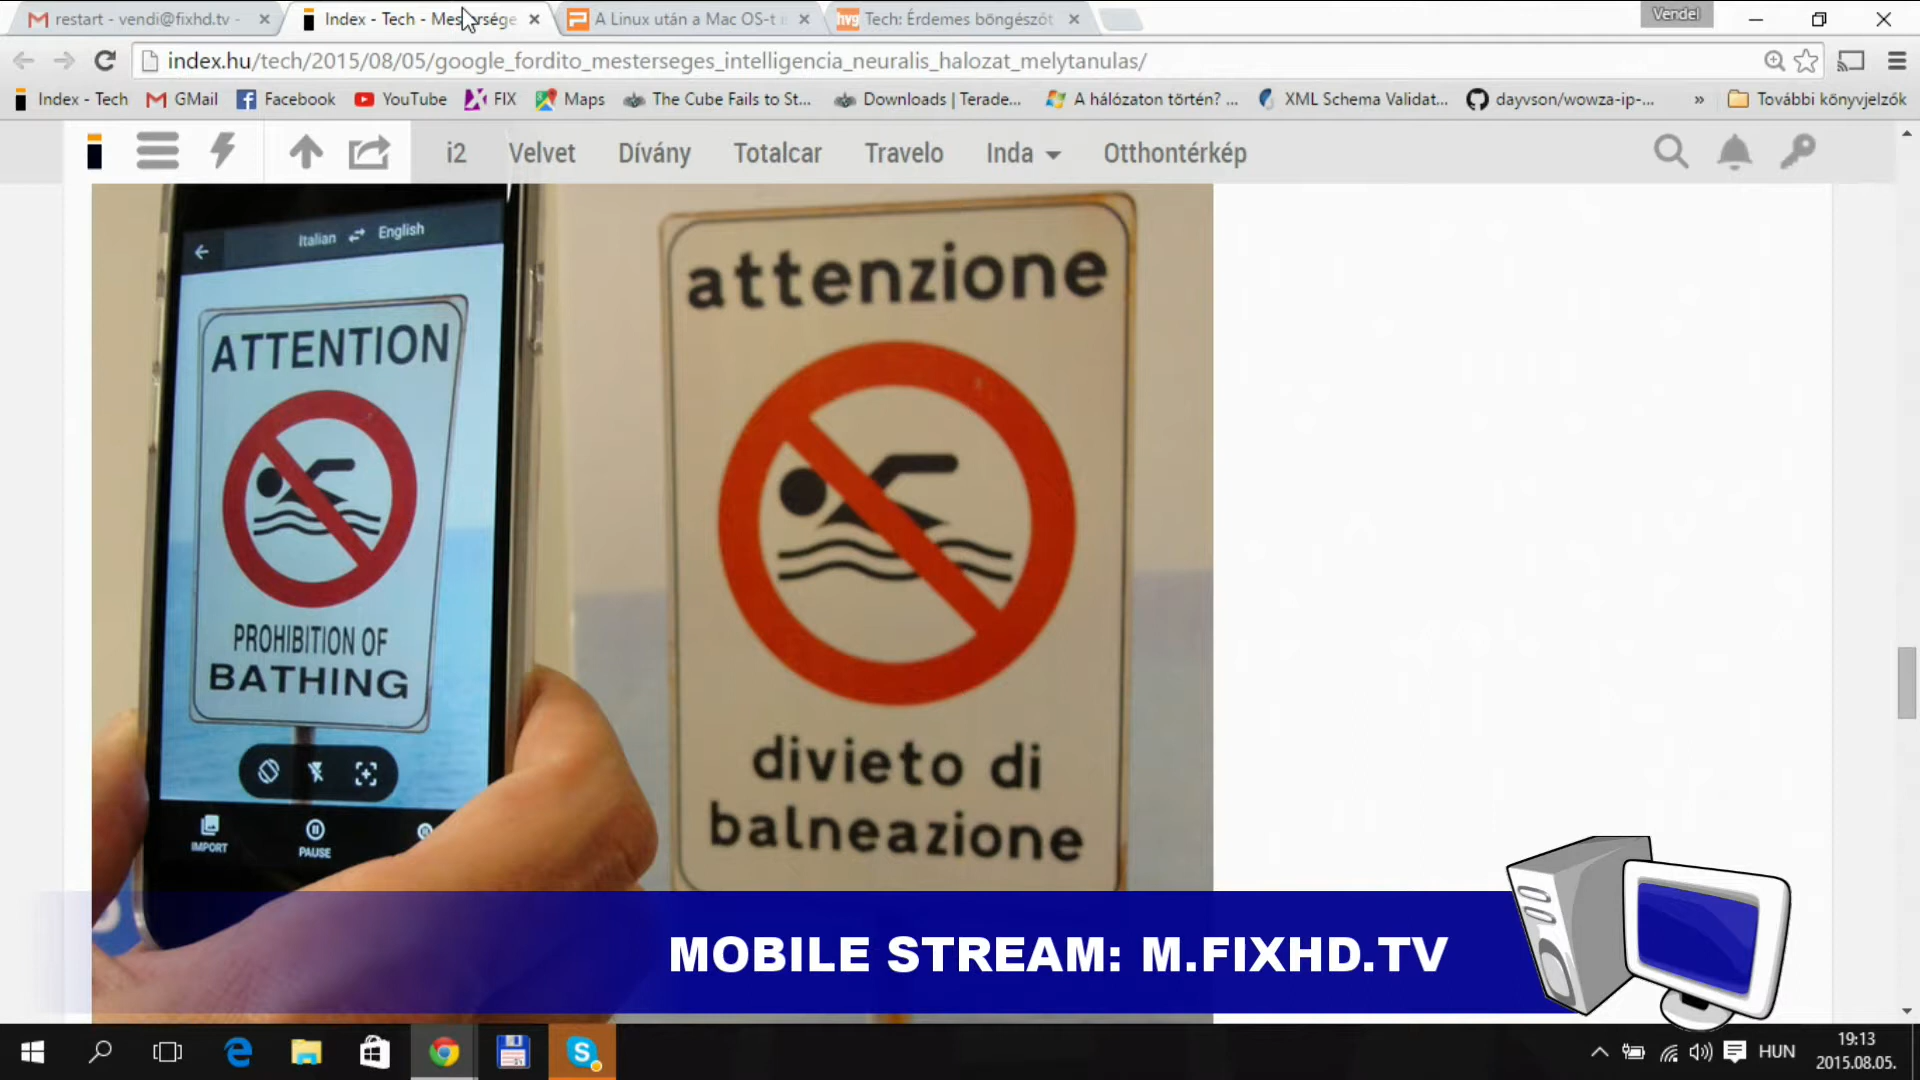 restart - vendi@fixhd.tv -
Index - Tech - Mestersége
A Linux után a Mac OS-t i
Tech: Érdemes böngészőt
Vendel
index.hu/tech/2015/08/05/google_fordito_mesterseges_intelligencia_neuralis_halozat_melytanulas/
Index - Tech
GMail
Facebook
YouTube
FIX
Maps
The Cube Fails to St...
Downloads | Terade...
A hálózaton történ? ...
XML Schema Validat...
dayvson/wowza-ip-...
»
További könyvjelzők
i2
Velvet
Dívány
Totalcar
Travelo
Inda
Otthontérkép
Italian
English
ATTENTION
PROHIBITION OF
BATHING
IMPORT
PAUSE
attenzione
divieto di
balneazione
MOBILE STREAM: M.FIXHD.TV
HUN
19:13
2015.08.05.